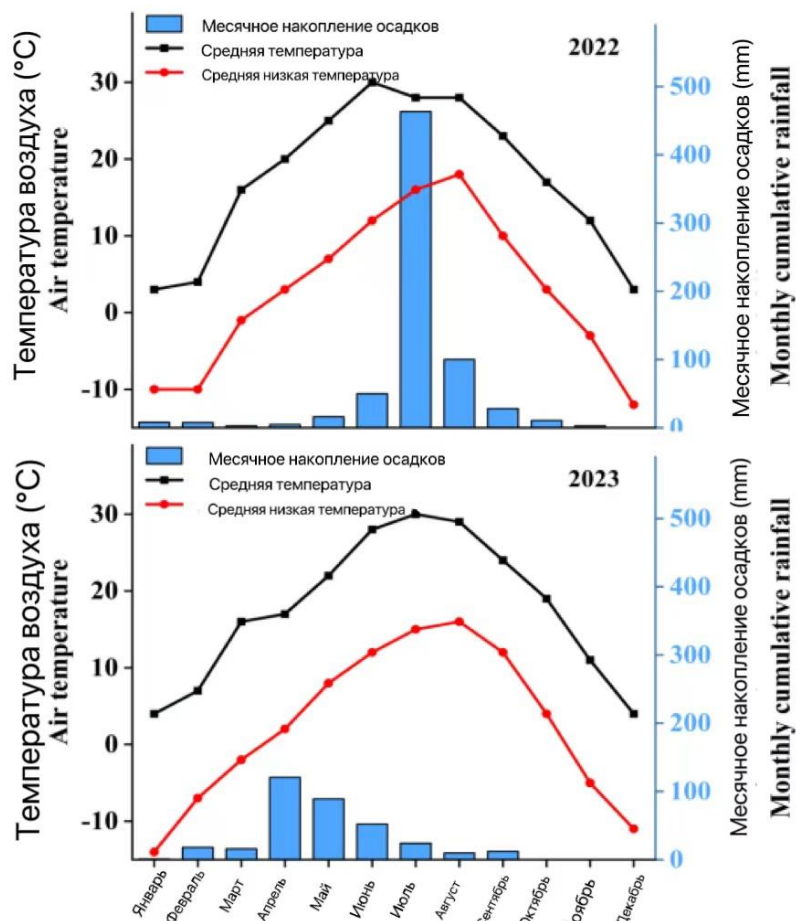 Месячное накопление осадков
Средняя температура
Средняя низкая температура
2022
Температура воздуха (°C)
Air temperature
30
20
10
0
-10
500
400
300
200
100
0
Месячное накопление осадков (mm)
Monthly cumulative rainfall
Месячное накопление осадков
Средняя температура
Средняя низкая температура
2023
Температура воздуха (°C)
Air temperature
30
20
10
0
-10
500
400
300
200
100
0
Месячное накопление осадков (mm)
Monthly cumulative rainfall
Январь
Февраль
Март
Апрель
Май
Июнь
Июль
Август
Сентябрь
Октябрь
Ноябрь
Декабрь